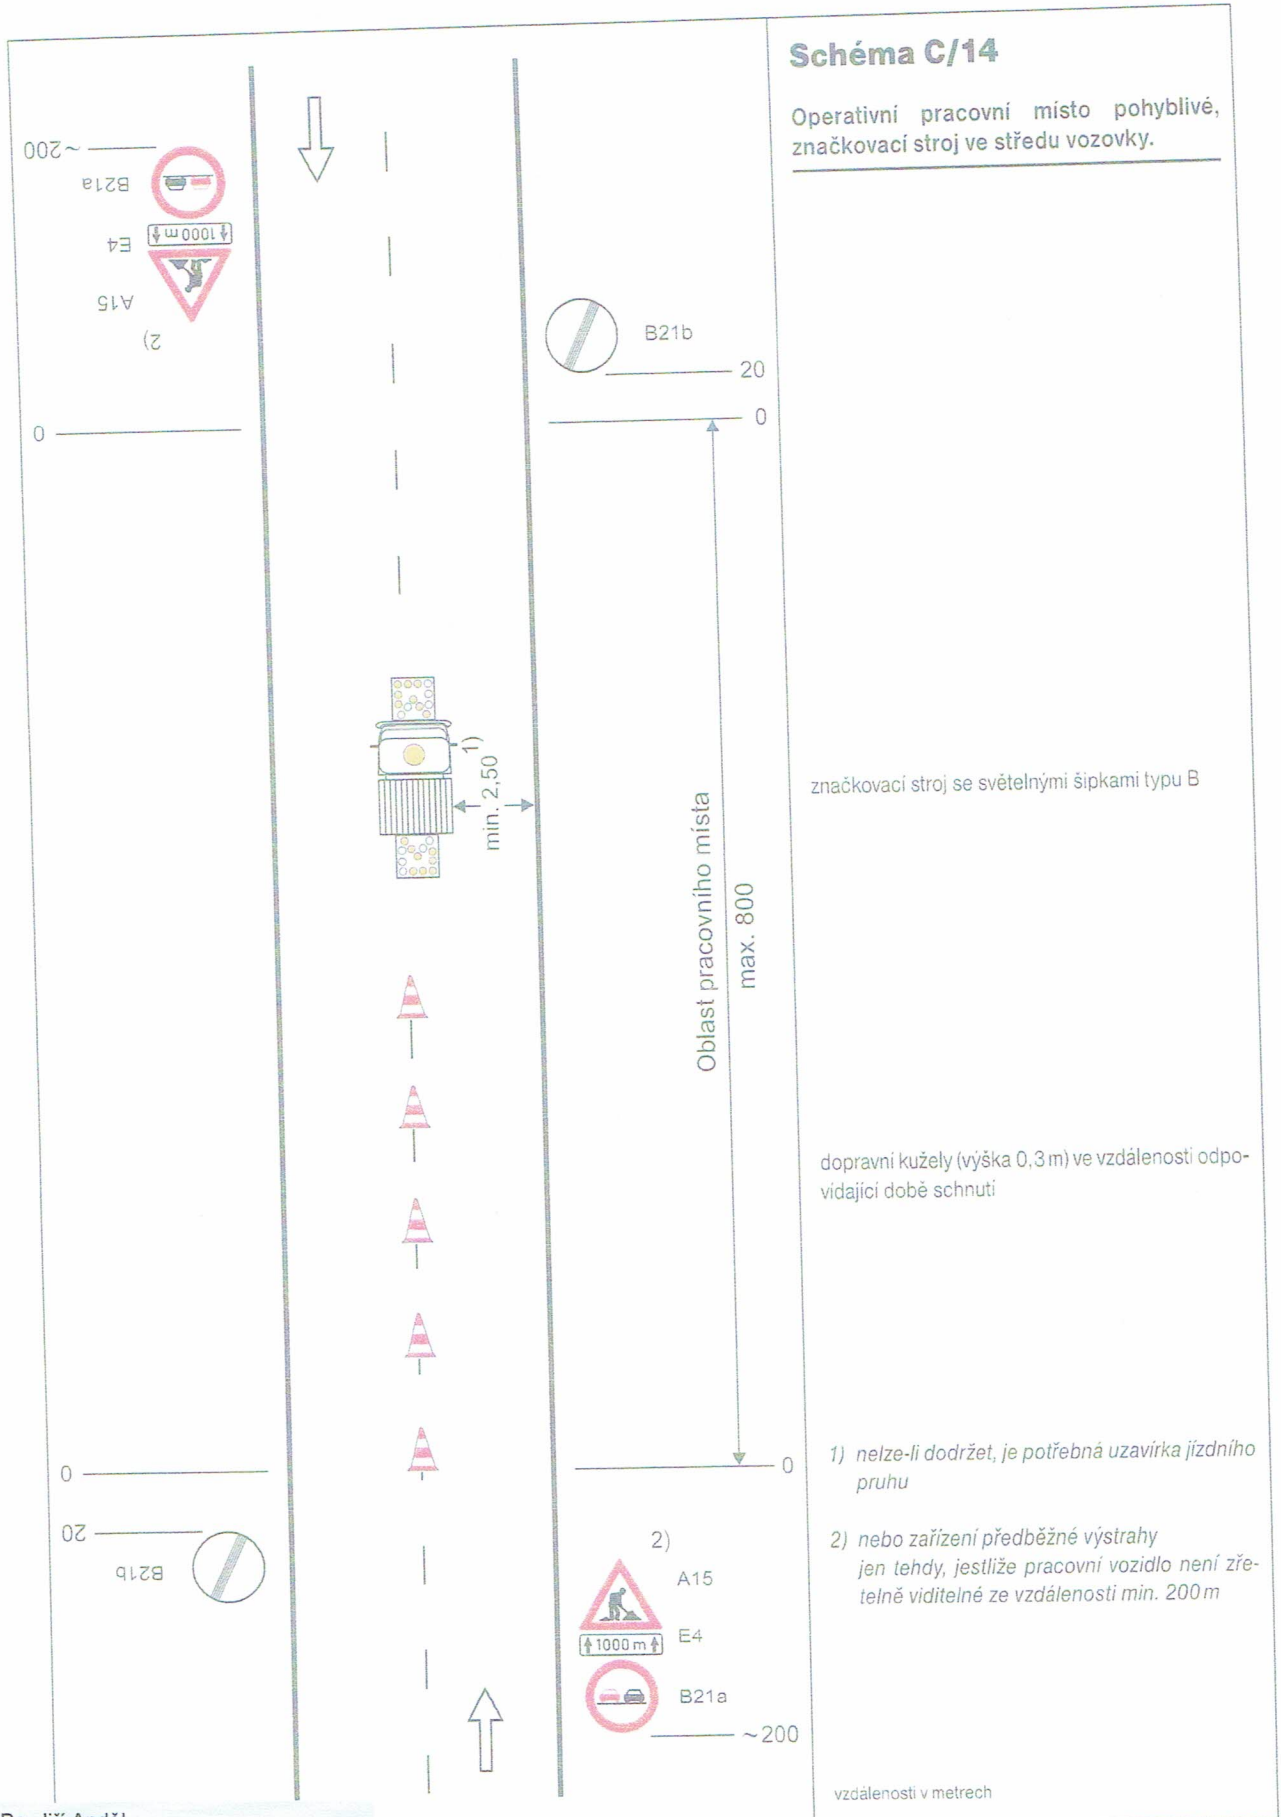 Schéma C/14
Operativní pracovní místo pohyblivé,
značkovací stroj ve středu vozovky.
~200
B21a
1000 m
E4
A15
2)
0
B21b
20
0
1)
min. 2,50
Oblast pracovního místa
max. 800
značkovací stroj se světelnými šipkami typu B
dopravní kužely (výška 0,3 m) ve vzdálenosti odpo-
vídající době schnutí
0
20
B21b
0
2)
A15
1000 m
E4
B21a
~200
1) nelze-li dodržet, je potřebná uzavírka jízdního
pruhu
2) nebo zařízení předběžné výstrahy
jen tehdy, jestliže pracovní vozidlo není zře-
telně viditelné ze vzdálenosti min. 200 m
vzdálenosti v metrech